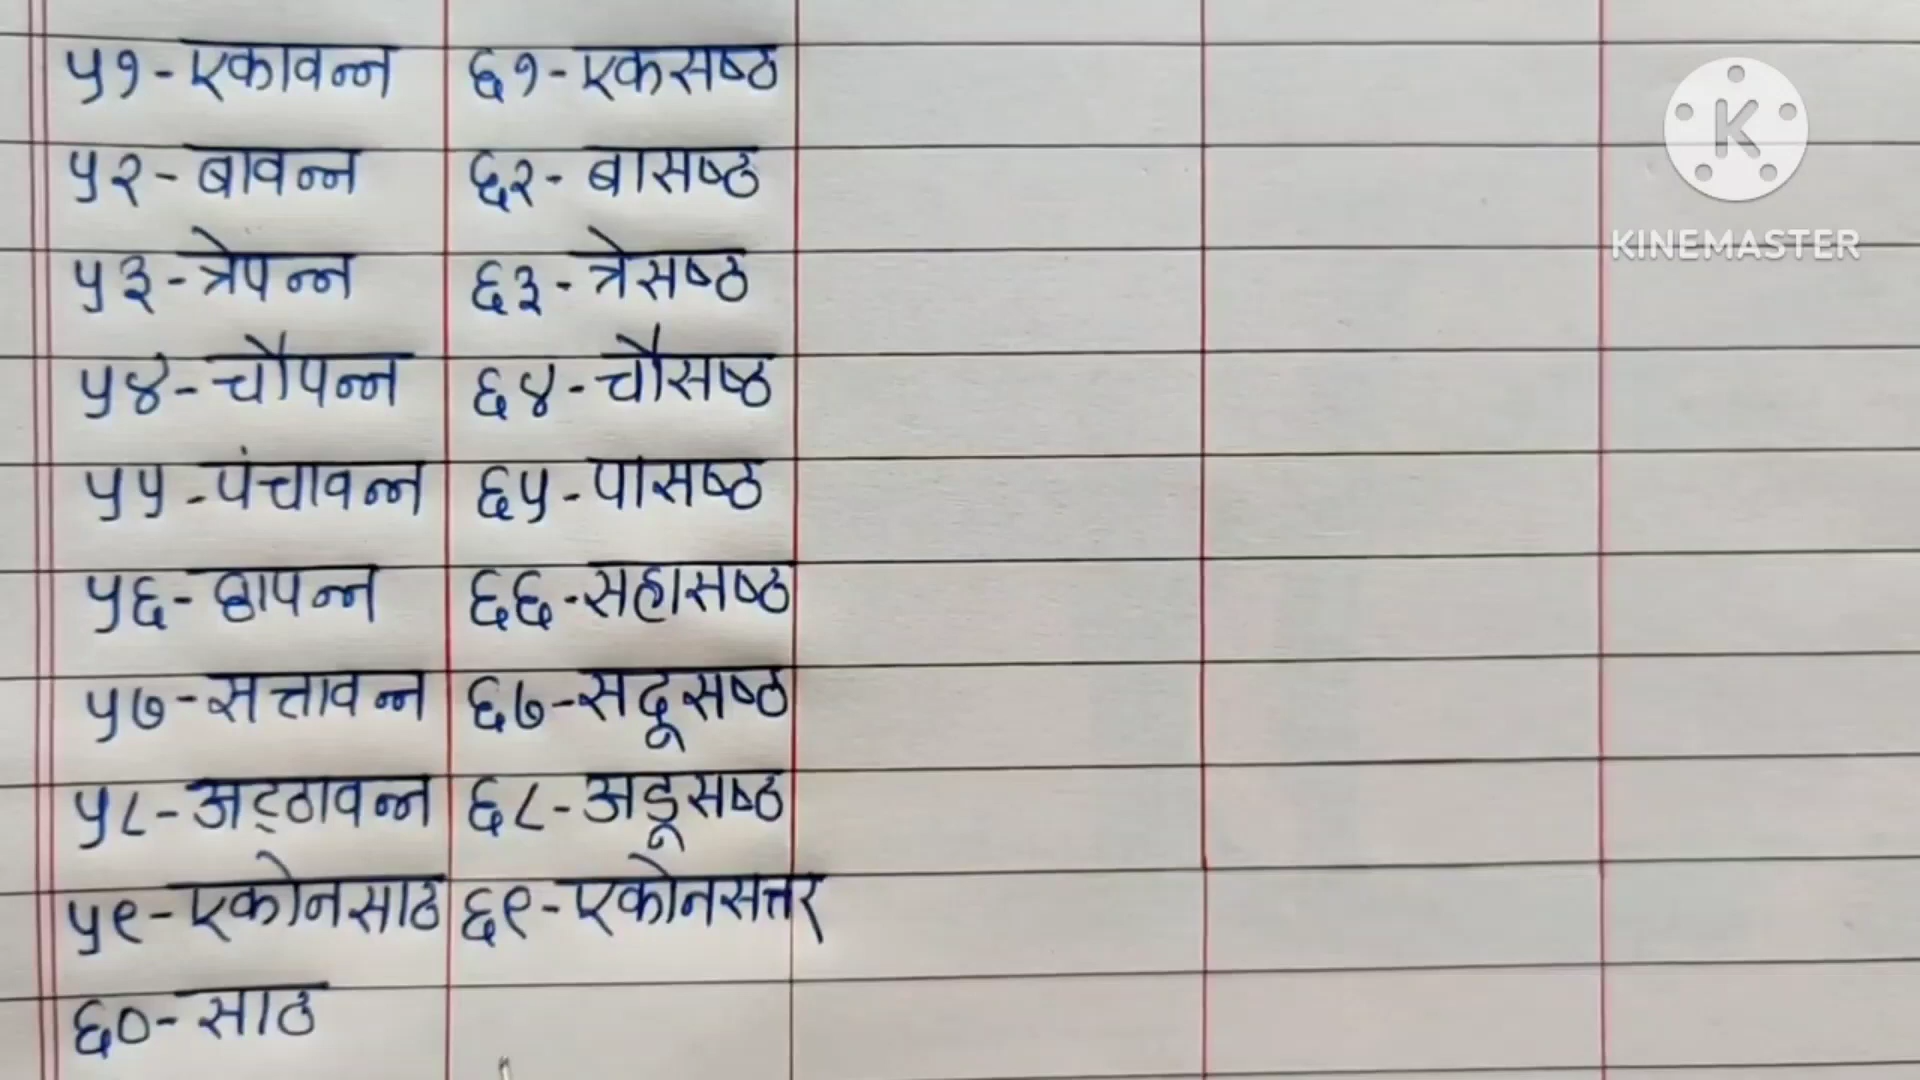 ५१-एकावन्न
५२-बावन्न
५३-त्रेपन्न
५४-चौपन्न
५५-पंचावन्न
५६-छापन्न
५७-सत्तावन्न
५८-अट्ठावन्न
५९-एकोनसाठ
६०-साठ
६१-एकसष्ठ
६२-बासष्ठ
६३-त्रेसष्ठ
६४-चौसष्ठ
६५-पासष्ठ
६६-सहासष्ठ
६७-सदूसष्ठ
६८-अडूसष्ठ
६९-एकोनसत्तर
K
KINEMASTER